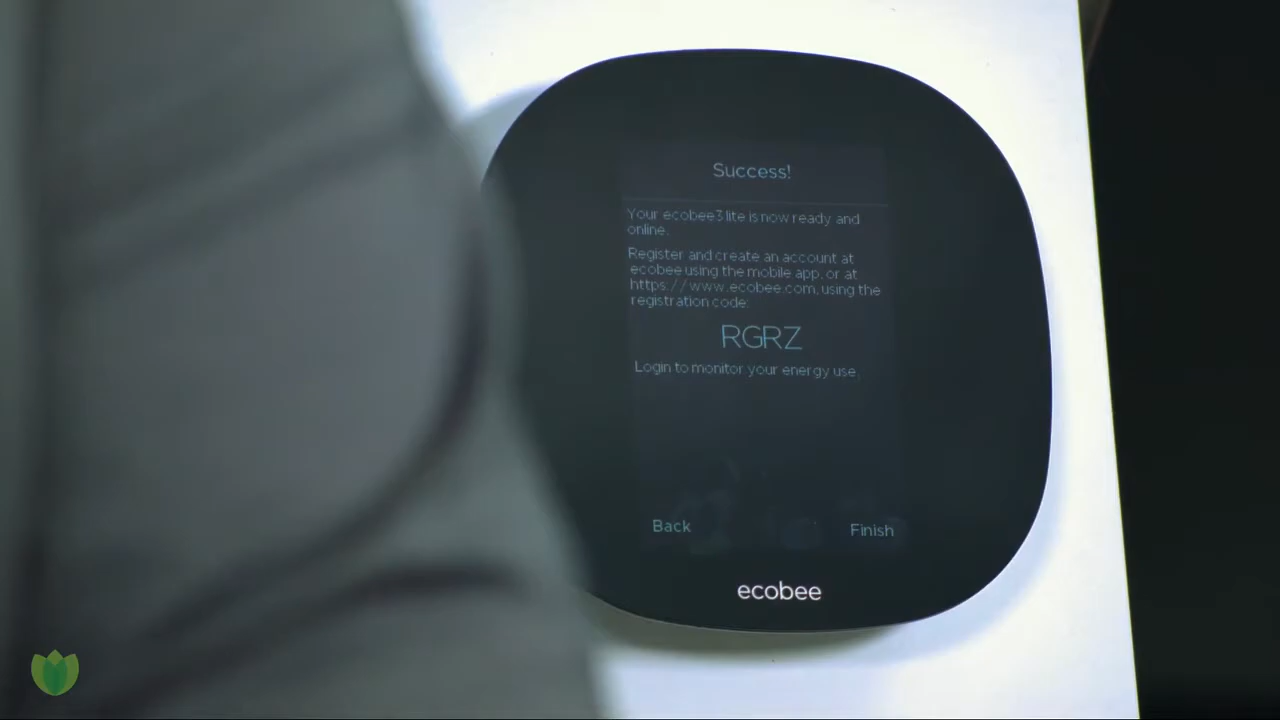 Success!
Your ecobee3 lite is now ready and
online.
Register and create an account at
ecobee using the mobile app, or at
https://www.ecobee.com, using the
registration code:
RGRZ
Login to monitor your energy use.
Back
Finish
ecobee